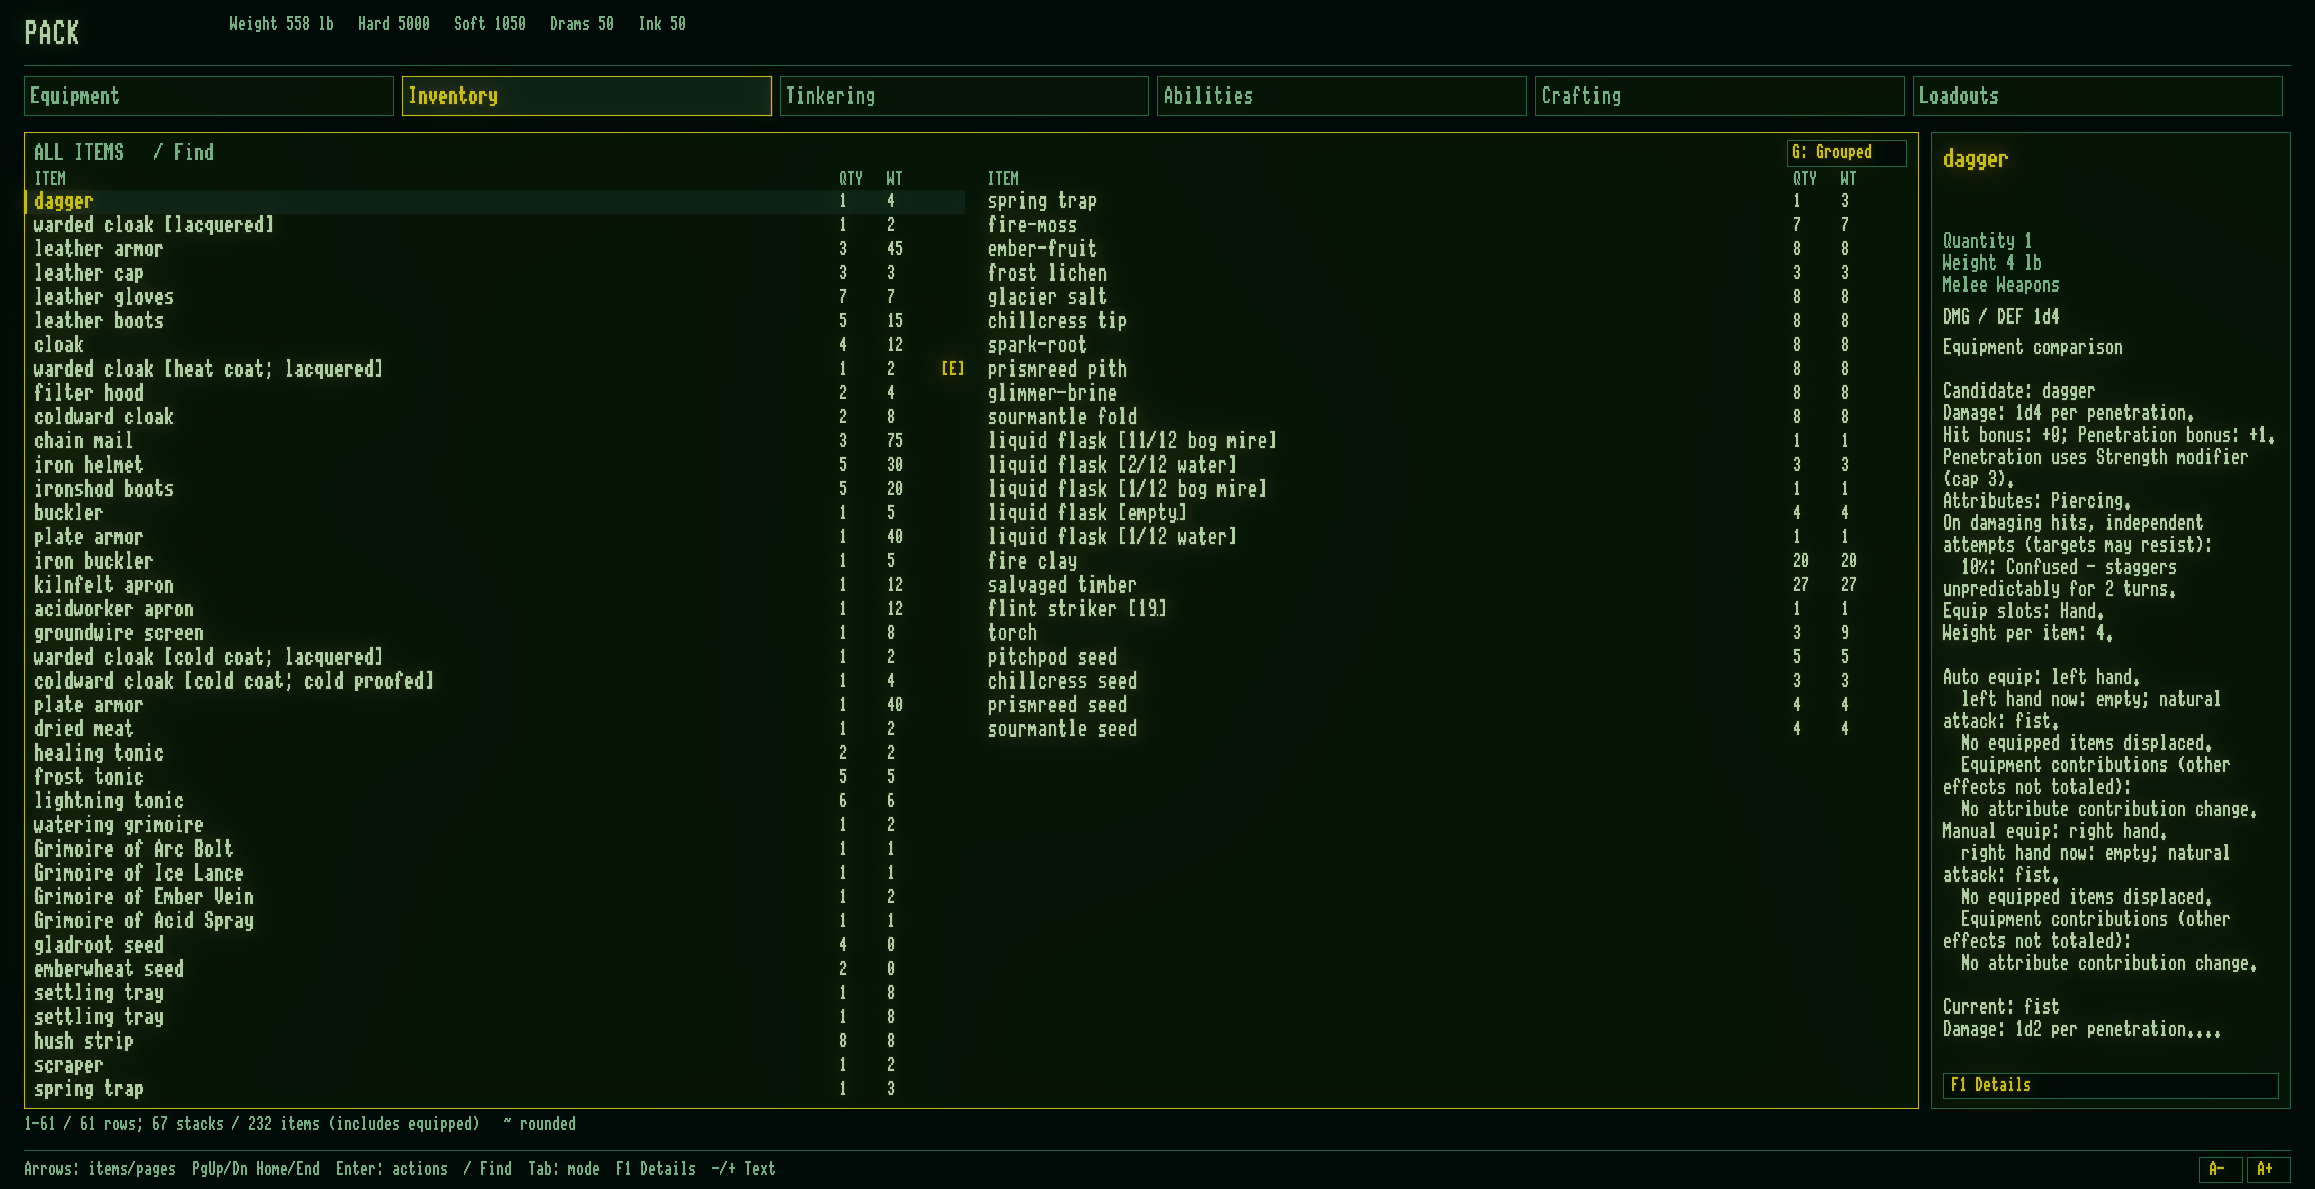 PACK Weight 558 lb Hard 5000 Soft 1050 Drams 50 Ink 50
Equipment Inventory Tinkering Abilities Crafting Loadouts
ALL ITEMS / Find G: Grouped
ITEM QTY WT
dagger 1 4
warded cloak [lacquered] 1 2
leather armor 3 45
leather cap 3 3
leather gloves 7 7
leather boots 5 15
cloak 4 12
warded cloak [heat coat; lacquered] 1 2 [E]
filter hood 2 4
coldward cloak 2 8
chain mail 3 75
iron helmet 5 30
ironshod boots 5 20
buckler 1 5
plate armor 1 40
iron buckler 1 5
kilnfelt apron 1 12
acidworker apron 1 12
groundwire screen 1 8
warded cloak [cold coat; lacquered] 1 2
coldward cloak [cold coat; cold proofed] 1 4
plate armor 1 40
dried meat 1 2
healing tonic 2 2
frost tonic 5 5
lightning tonic 6 6
watering grimoire 1 2
Grimoire of Arc Bolt 1 1
Grimoire of Ice Lance 1 1
Grimoire of Ember Vein 1 2
Grimoire of Acid Spray 1 1
gladroot seed 4 0
emberwheat seed 2 0
settling tray 1 8
settling tray 1 8
hush strip 8 8
scraper 1 2
spring trap 1 3
ITEM QTY WT
spring trap 1 3
fire-moss 7 7
ember-fruit 8 8
frost lichen 3 3
glacier salt 8 8
chillcress tip 8 8
spark-root 8 8
prismreed pith 8 8
glimmer-brine 8 8
sourmantle fold 8 8
liquid flask [11/12 bog mire] 1 1
liquid flask [2/12 water] 3 3
liquid flask [1/12 bog mire] 1 1
liquid flask [empty] 4 4
liquid flask [1/12 water] 1 1
fire clay 20 20
salvaged timber 27 27
flint striker [19] 1 1
torch 3 9
pitchpod seed 5 5
chillcress seed 3 3
prismreed seed 4 4
sourmantle seed 4 4
dagger
Quantity 1
Weight 4 lb
Melee Weapons
DMG / DEF 1d4
Equipment comparison
Candidate: dagger
Damage: 1d4 per penetration.
Hit bonus: +0; Penetration bonus: +1.
Penetration uses Strength modifier
(cap 3).
Attributes: Piercing.
On damaging hits, independent
attempts (targets may resist):
10%: Confused - staggers
unpredictably for 2 turns.
Equip slots: Hand.
Weight per item: 4.
Auto equip: left hand.
left hand now: empty; natural
attack: fist.
No equipped items displaced.
Equipment contributions (other
effects not totaled):
No attribute contribution change.
Manual equip: right hand.
right hand now: empty; natural
attack: fist.
No equipped items displaced.
Equipment contributions (other
effects not totaled):
No attribute contribution change.
Current: fist
Damage: 1d2 per penetration....
F1 Details
1-61 / 61 rows; 67 stacks / 232 items (includes equipped) ~ rounded
Arrows: items/pages PgUp/Dn Home/End Enter: actions / Find Tab: mode F1 Details -/+ Text A- A+